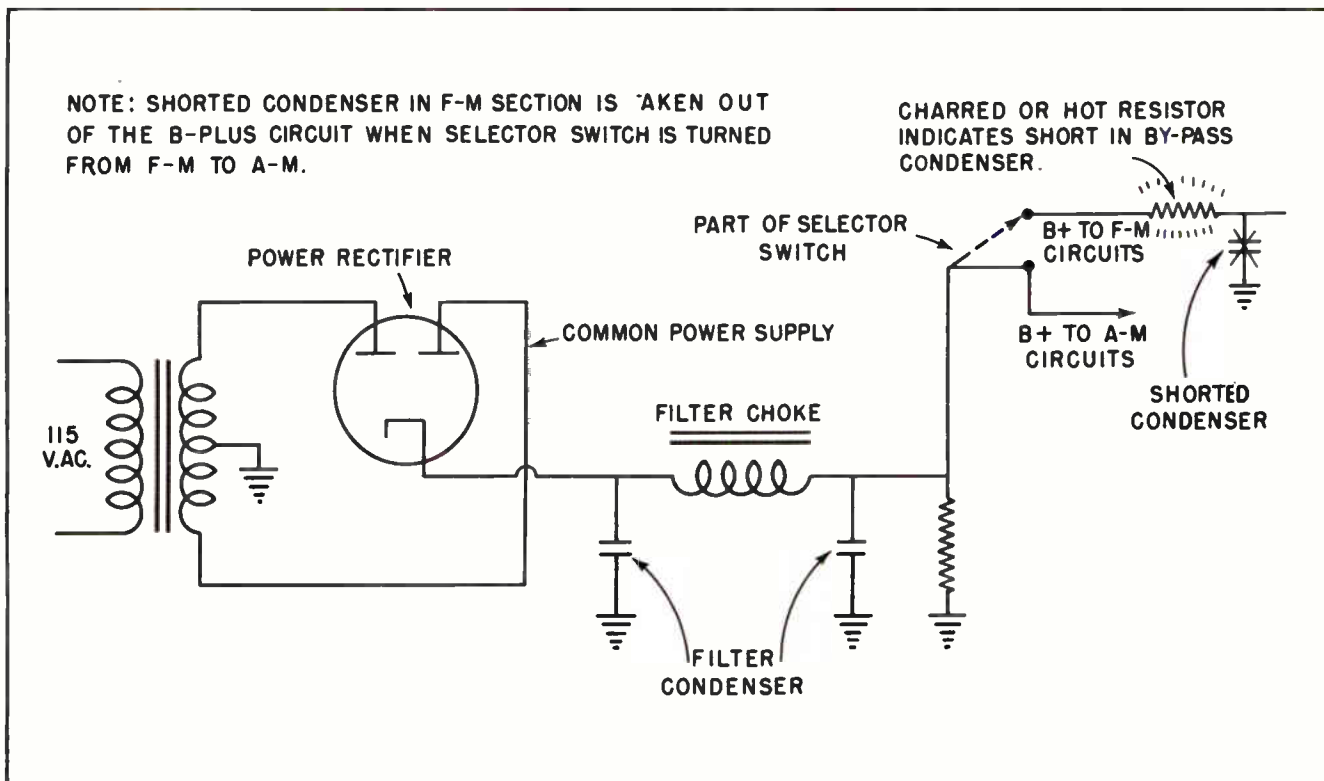 NOTE: SHORTED CONDENSER IN F-M SECTION IS AKEN OUT
OF THE B-PLUS CIRCUIT WHEN SELECTOR SWITCH IS TURNED
FROM F-M TO A-M.
CHARRED OR HOT RESISTOR
INDICATES SHORT IN BY-PASS
CONDENSER.
PART OF SELECTOR
SWITCH
B+ TO F-M
CIRCUITS
POWER RECTIFIER
COMMON POWER SUPPLY
B+ TO A-M
CIRCUITS
SHORTED
CONDENSER
FILTER CHOKE
115
V.AC.
FILTER
CONDENSER